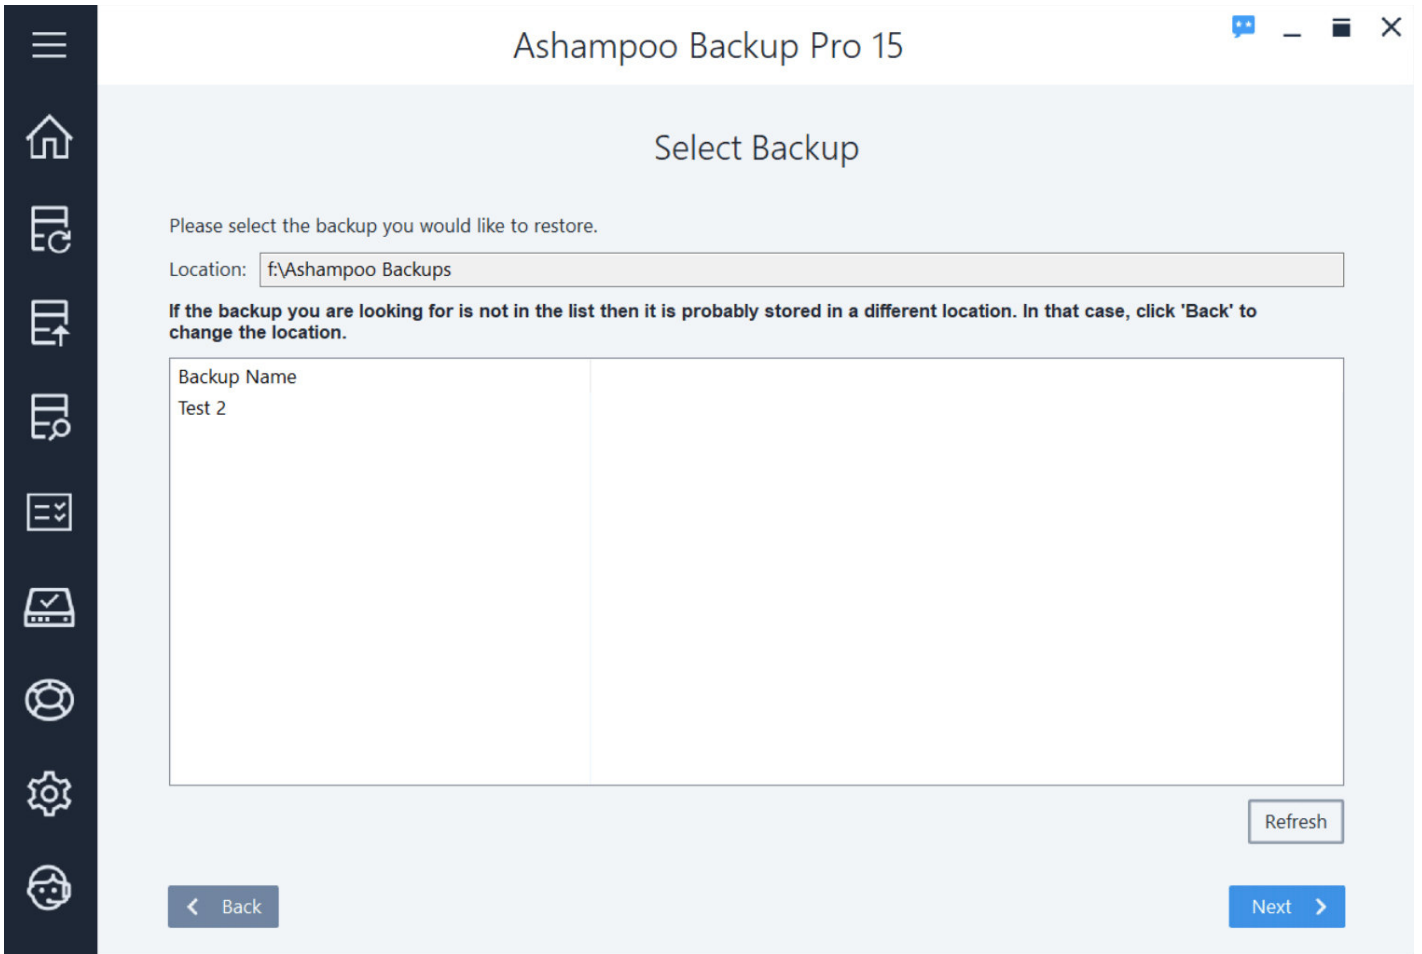 Ashampoo Backup Pro 15
Select Backup
Please select the backup you would like to restore.
Location: f:\Ashampoo Backups
If the backup you are looking for is not in the list then it is probably stored in a different location. In that case, click 'Back' to
change the location.
Backup Name
Test 2
Refresh
Back
Next